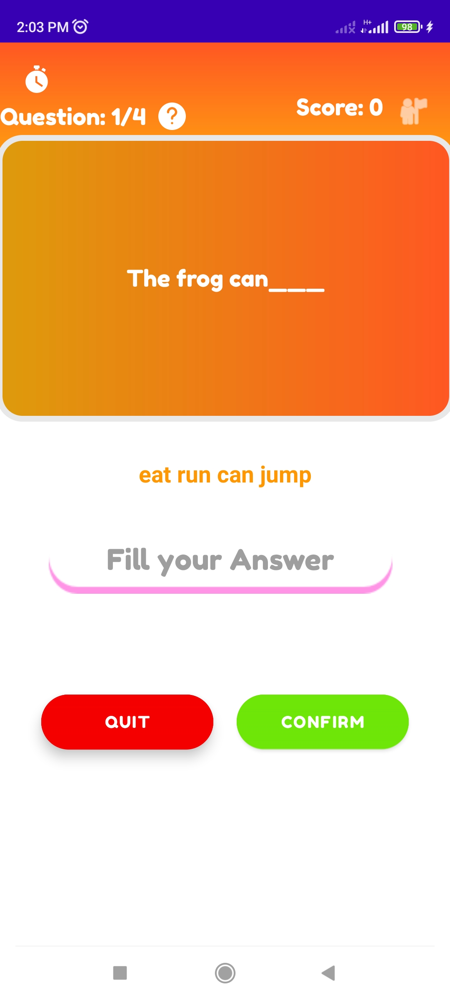 2:03 PM
H+
98
Question: 1/4
?
Score: 0
The frog can___
eat run can jump
Fill your Answer
QUIT
CONFIRM